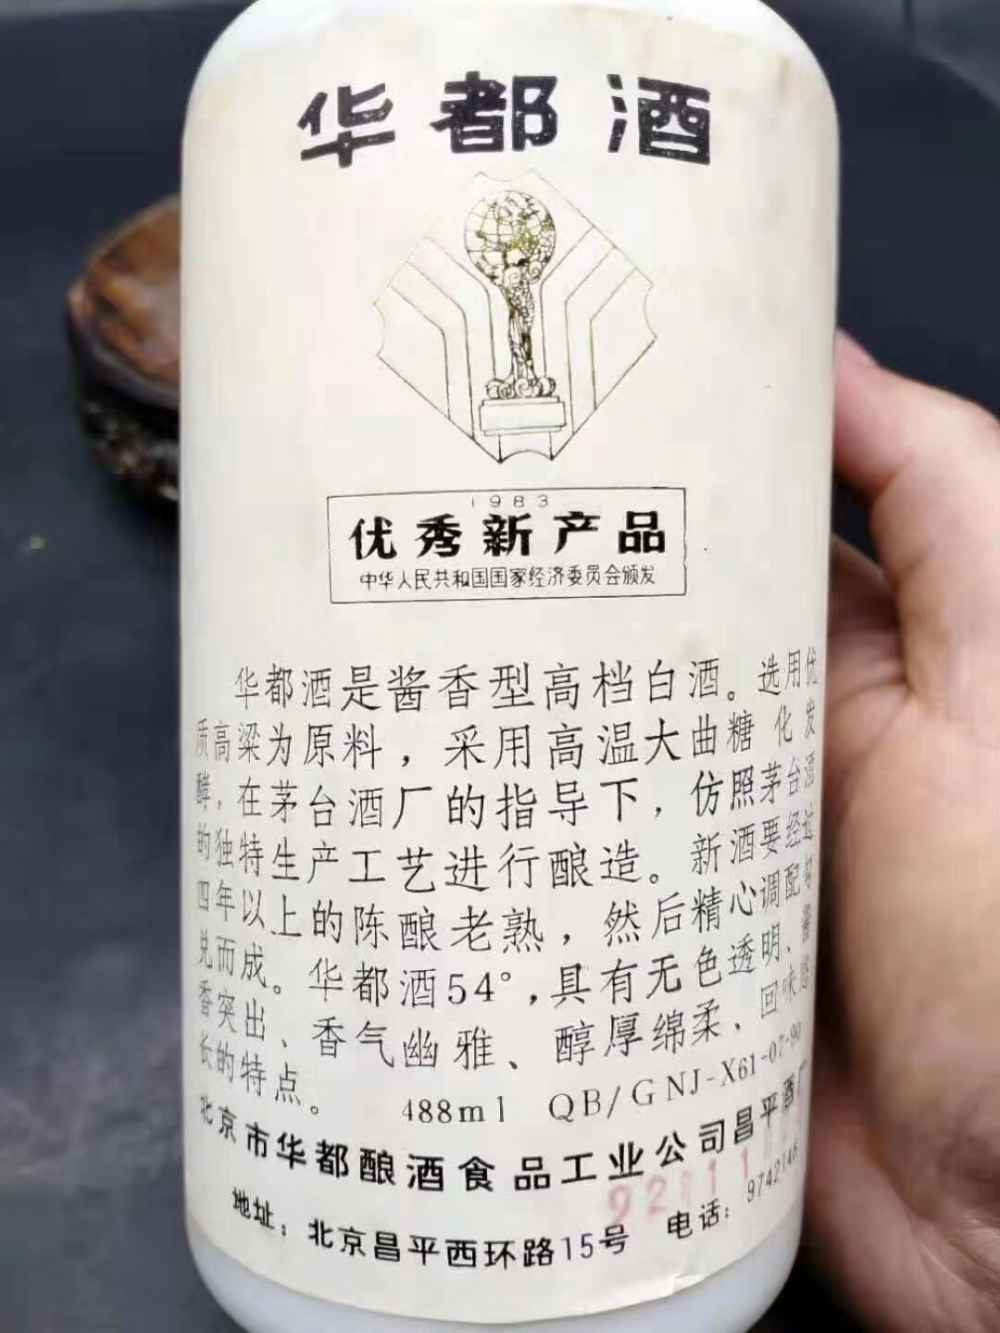 华都酒
1983
优秀新产品
中华人民共和国国家经济委员会颁发
华都酒是酱香型高档白酒。选用优
质高粱为原料，采用高温大曲糖化发
酵，在茅台酒厂的指导下，仿照茅台酒
的独特生产工艺进行酿造。新酒要经过
四年以上的陈酿老熟，然后精心调配勾
兑而成。华都酒54°，具有无色透明、酱
香突出、香气幽雅、醇厚绵柔、回味悠
长的特点。
488ml QB/GNJ-X61-07-90
北京市华都酿酒食品工业公司昌平酒厂
地址：北京昌平西环路15号 电话：9742146